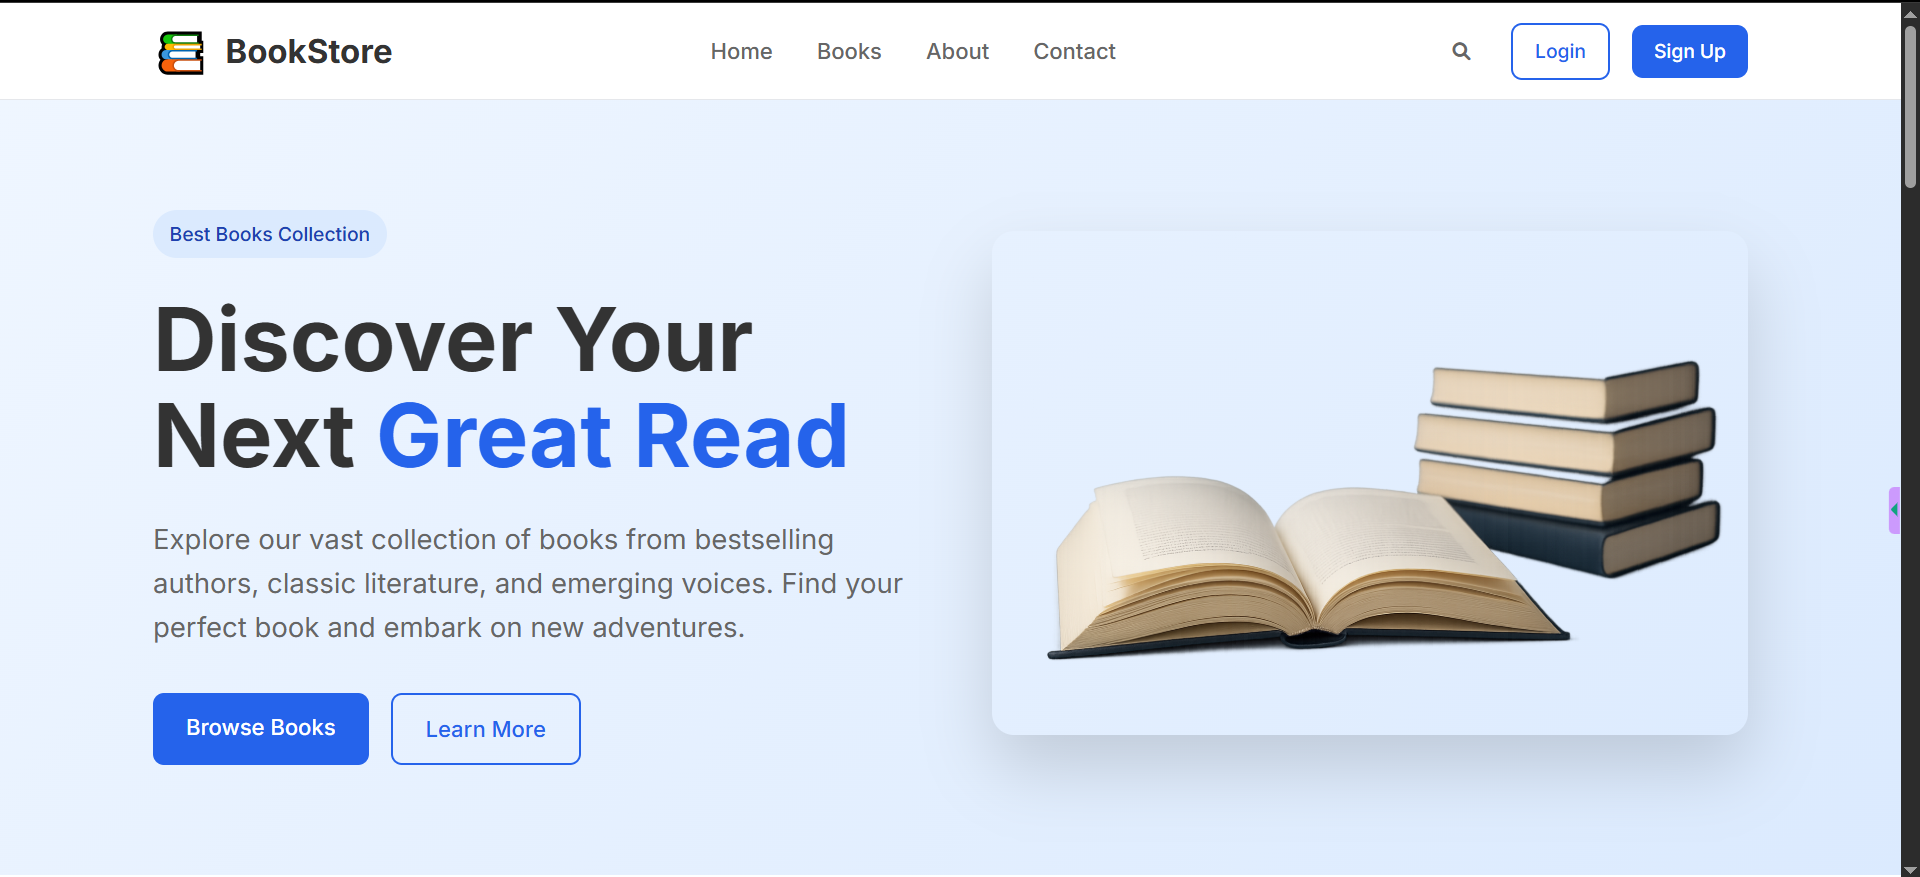 BookStore
Home
Books
About
Contact
Login
Sign Up
Best Books Collection
Discover Your
Next Great Read
Explore our vast collection of books from bestselling
authors, classic literature, and emerging voices. Find your
perfect book and embark on new adventures.
Browse Books
Learn More